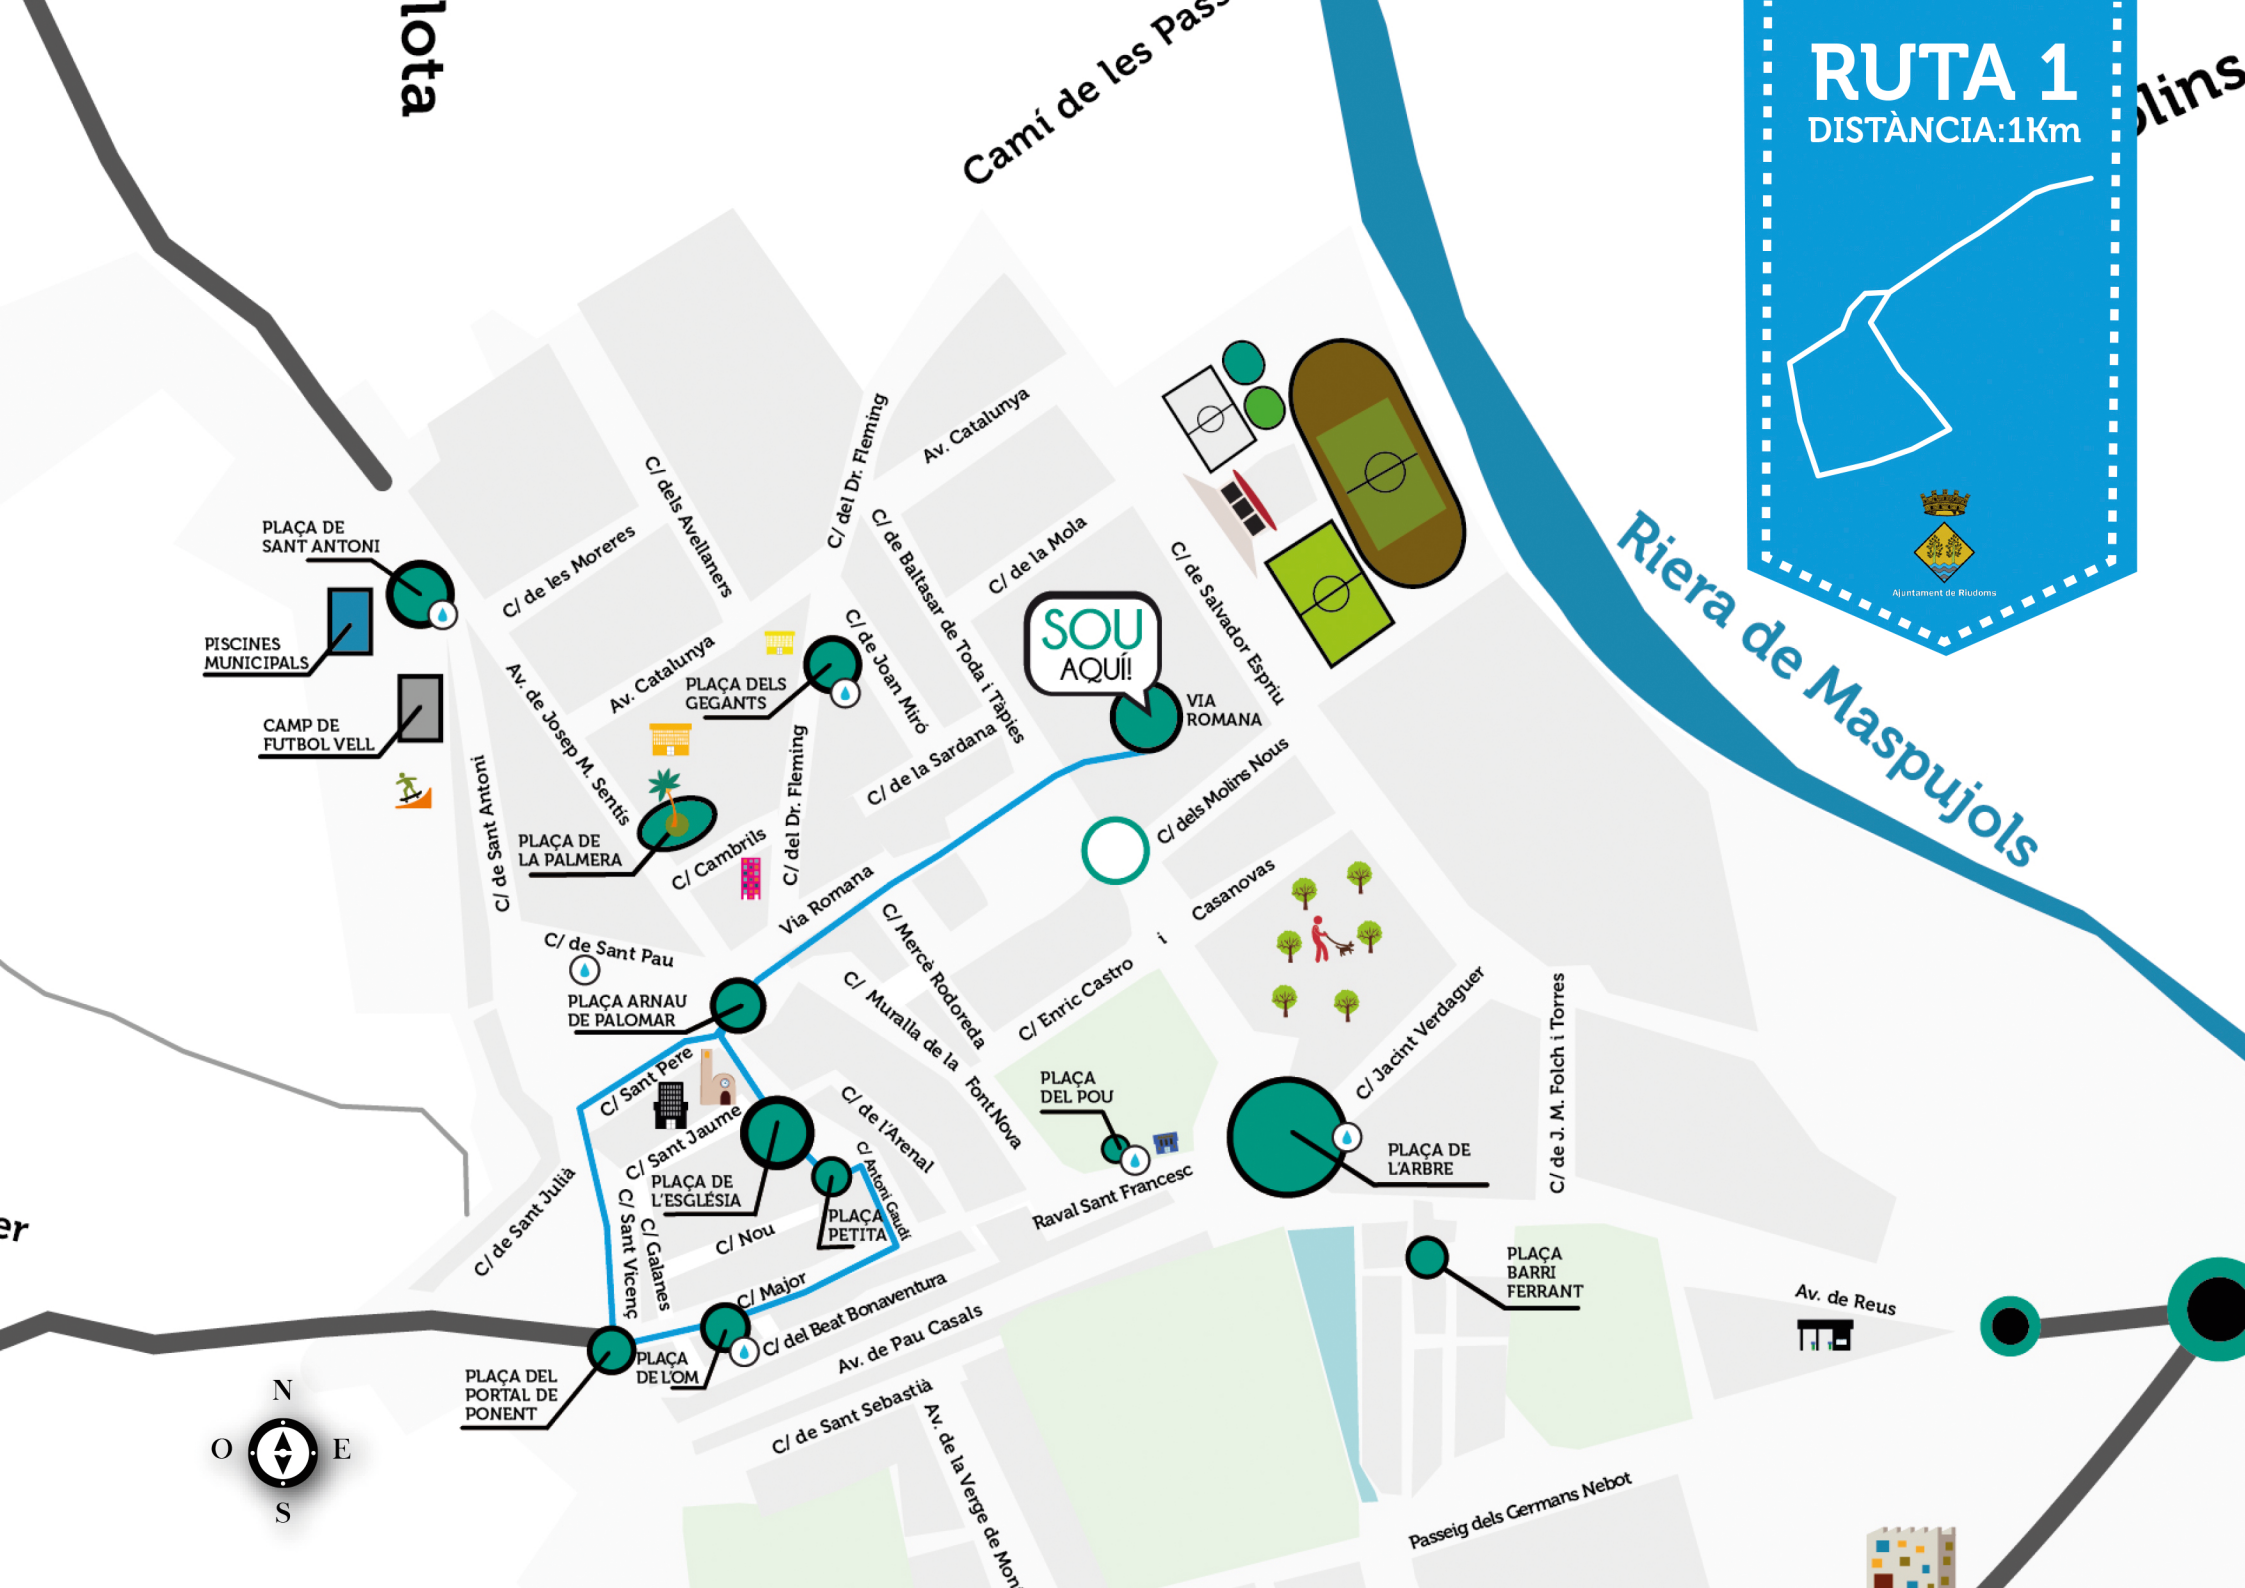 lota
Camí de les Pass
RUTA 1
DISTÀNCIA:1Km
olins
Ajuntament de Riudoms
Riera de Maspujols
PLAÇA DE
SANT ANTONI
PISCINES
MUNICIPALS
CAMP DE
FUTBOL VELL
C/ de les Moreres
C/ dels Avellaners
C/ del Dr. Fleming
Av. Catalunya
C/ de Baltasar de Toda i Tàpies
C/ de la Mola
C/ de Salvador Espriu
SOU
AQUÍ!
VIA
ROMANA
Av. Catalunya
PLAÇA DELS
GEGANTS
C/ de Joan Miró
Av. de Josep M. Sentís
C/ de la Sardana
C/ del Dr. Fleming
C/ de Sant Antoni
PLAÇA DE
LA PALMERA
C/ Cambrils
Via Romana
C/ dels Molins Nous
C/ de Sant Pau
C/ Mercè Rodoreda
C/ Enric Castro
i
Casanovas
PLAÇA ARNAU
DE PALOMAR
C/ Muralla de la Font Nova
C/ Jacint Verdaguer
C/ de J. M. Folch i Torres
C/ Sant Pere
C/ Sant Jaume
C/ de l'Arenal
C/ Antoni Gaudí
PLAÇA
DEL POU
Raval Sant Francesc
PLAÇA DE
L'ARBRE
PLAÇA DE
L'ESGLÉSIA
PLAÇA
PETITA
C/ de Sant Julià
C/ Sant Vicenç
C/ Galanes
C/ Nou
C/ Major
er
PLAÇA
BARRI
FERRANT
Av. de Reus
C/ del Beat Bonaventura
Av. de Pau Casals
PLAÇA
DE L'OM
PLAÇA DEL
PORTAL DE
PONENT
C/ de Sant Sebastià
Av. de la Verge de Mon
Passeig dels Germans Nebot
N
O
E
S